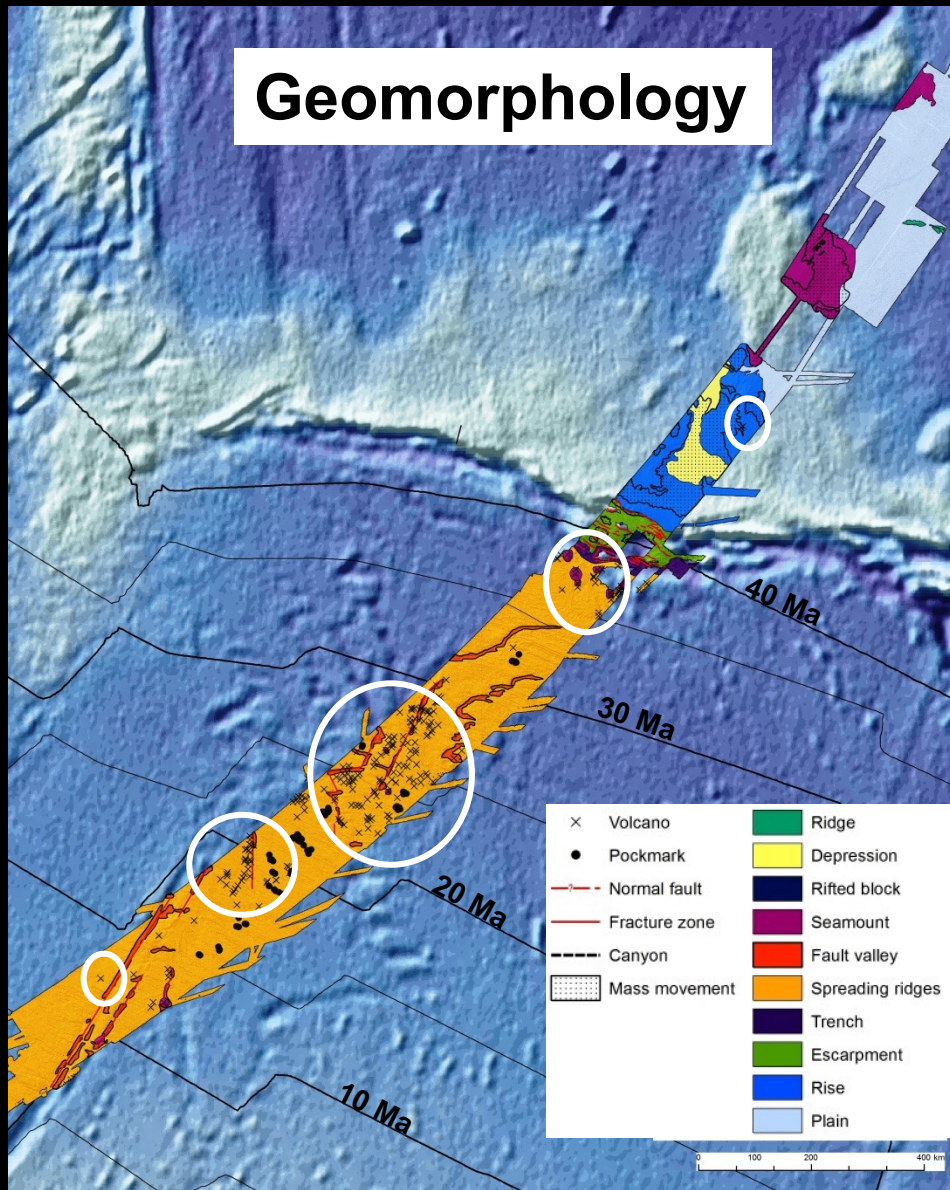 Geomorphology
40 Ma
30 Ma
20 Ma
10 Ma
Volcano
Pockmark
Normal fault
Fracture zone
Canyon
Mass movement
Ridge
Depression
Rifted block
Seamount
Fault valley
Spreading ridges
Trench
Escarpment
Rise
Plain
0 100 200 400 km